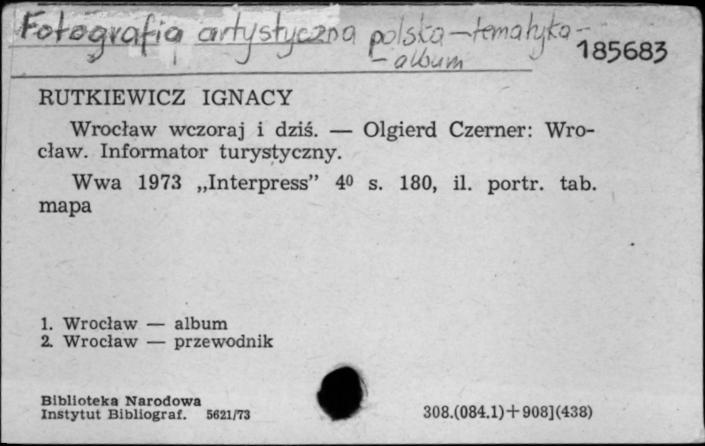 Fotografia artystyczna polska – tematyka –
– album
185683
RUTKIEWICZ IGNACY
Wrocław wczoraj i dziś. — Olgierd Czerner: Wro-
cław. Informator turystyczny.
Wwa 1973 „Interpress” 4⁰ s. 180, il. portr. tab.
mapa
1. Wrocław — album
2. Wrocław — przewodnik
Biblioteka Narodowa
Instytut Bibliograf. 5621/73
308.(084.1)+908](438)